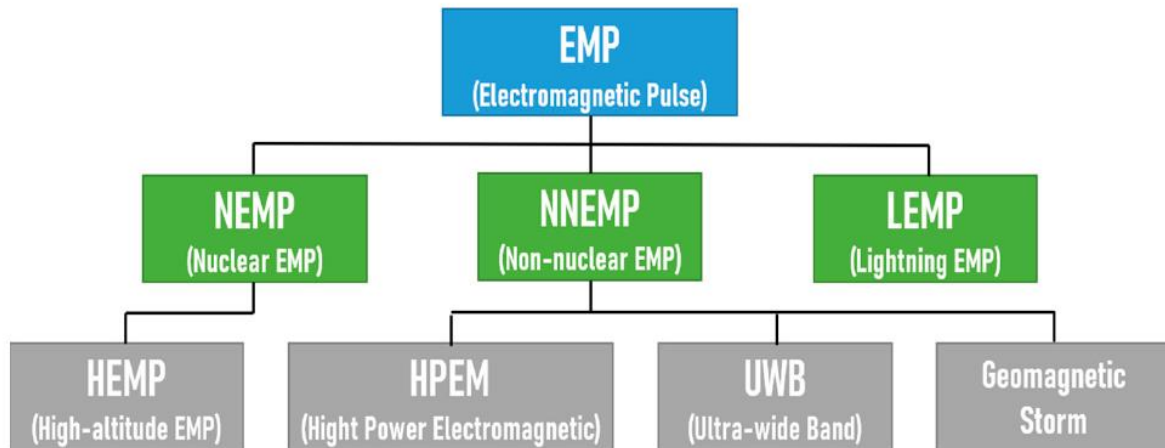 EMP
(Electromagnetic Pulse)
NEMP
(Nuclear EMP)
NNEMP
(Non-nuclear EMP)
LEMP
(Lightning EMP)
HEMP
(High-altitude EMP)
HPEM
(Hight Power Electromagnetic)
UWB
(Ultra-wide Band)
Geomagnetic
Storm